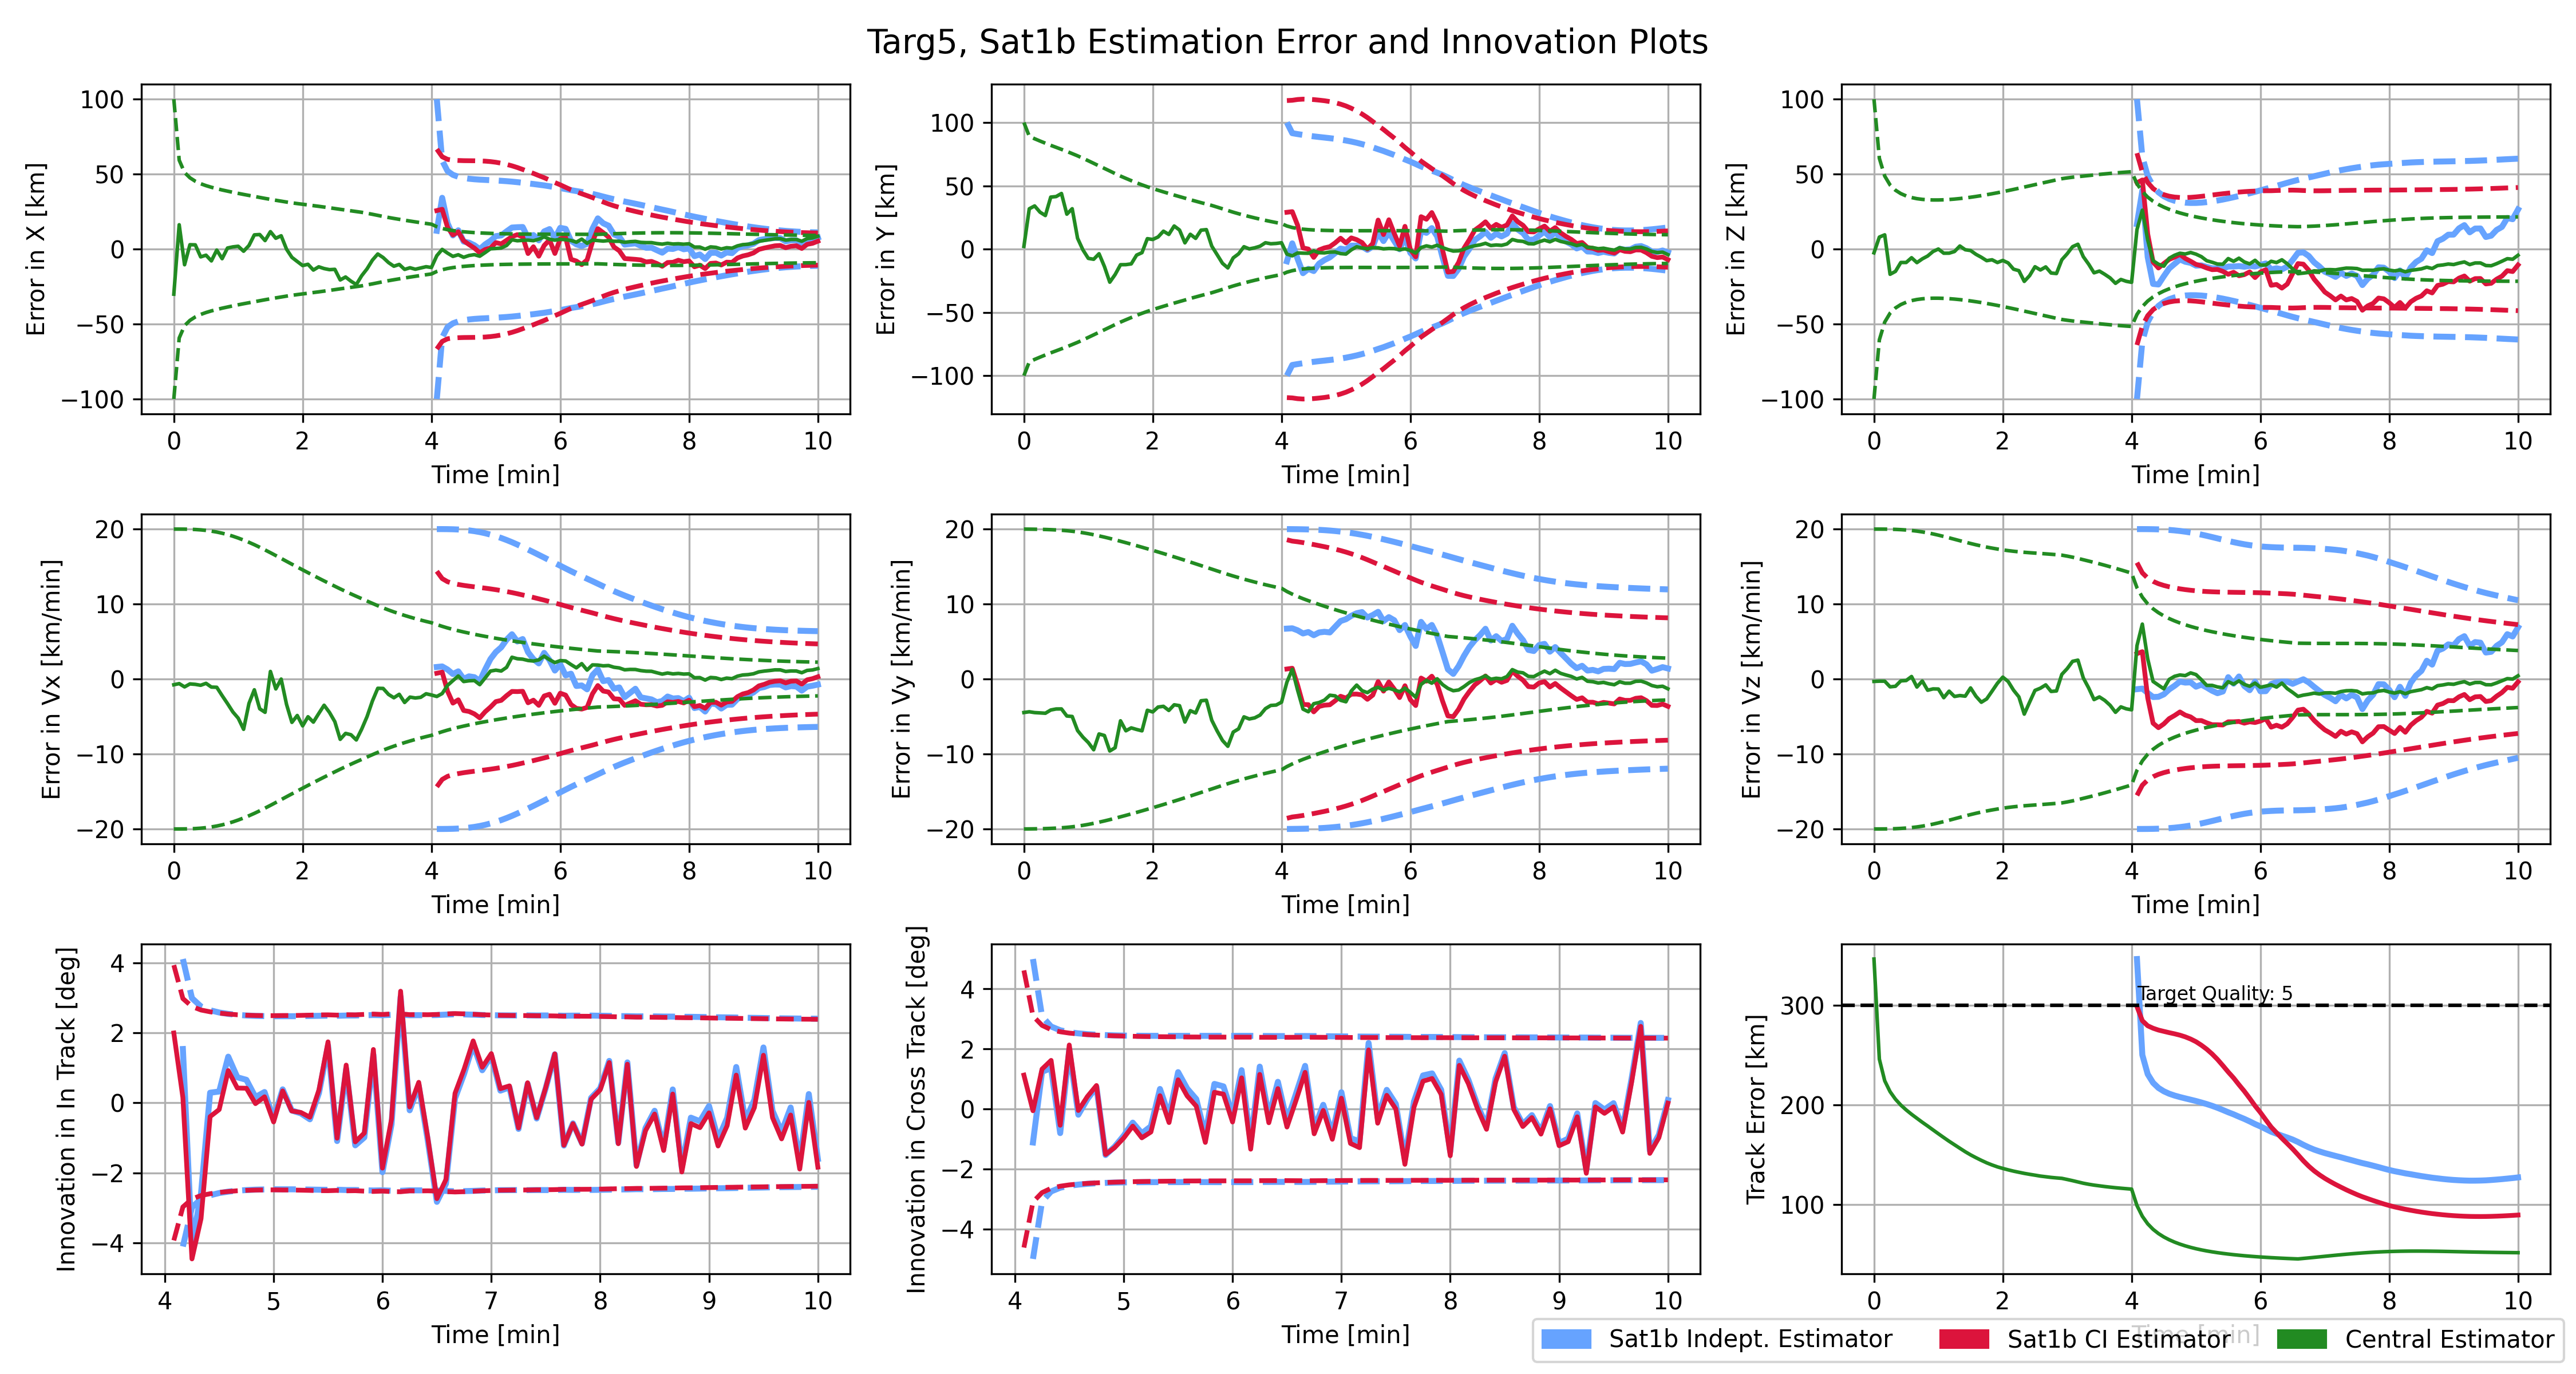 Targ5, Sat1b Estimation Error and Innovation Plots
Error in X [km]
100
50
0
−50
−100
0 2 4 6 8 10
Time [min]
Error in Y [km]
100
50
0
−50
−100
0 2 4 6 8 10
Time [min]
Error in Z [km]
100
50
0
−50
−100
0 2 4 6 8 10
Time [min]
Error in Vx [km/min]
20
10
0
−10
−20
0 2 4 6 8 10
Time [min]
Error in Vy [km/min]
20
10
0
−10
−20
0 2 4 6 8 10
Time [min]
Error in Vz [km/min]
20
10
0
−10
−20
0 2 4 6 8 10
Time [min]
Innovation in In Track [deg]
4
2
0
−2
−4
4 5 6 7 8 9 10
Time [min]
Innovation in Cross Track [deg]
4
2
0
−2
−4
4 5 6 7 8 9 10
Time [min]
Track Error [km]
300
200
100
Target Quality: 5
0 2 4 6 8 10
Time [min]
Sat1b Indept. Estimator
Sat1b CI Estimator
Central Estimator